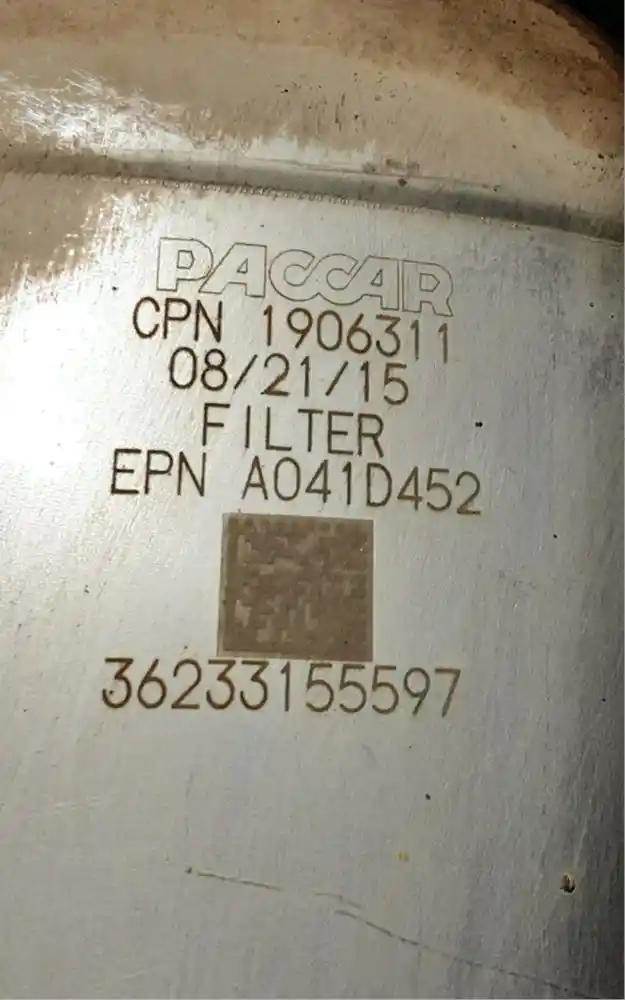 PACCAR
CPN 1906311
08/21/15
FILTER
EPN A041D452
36233155597